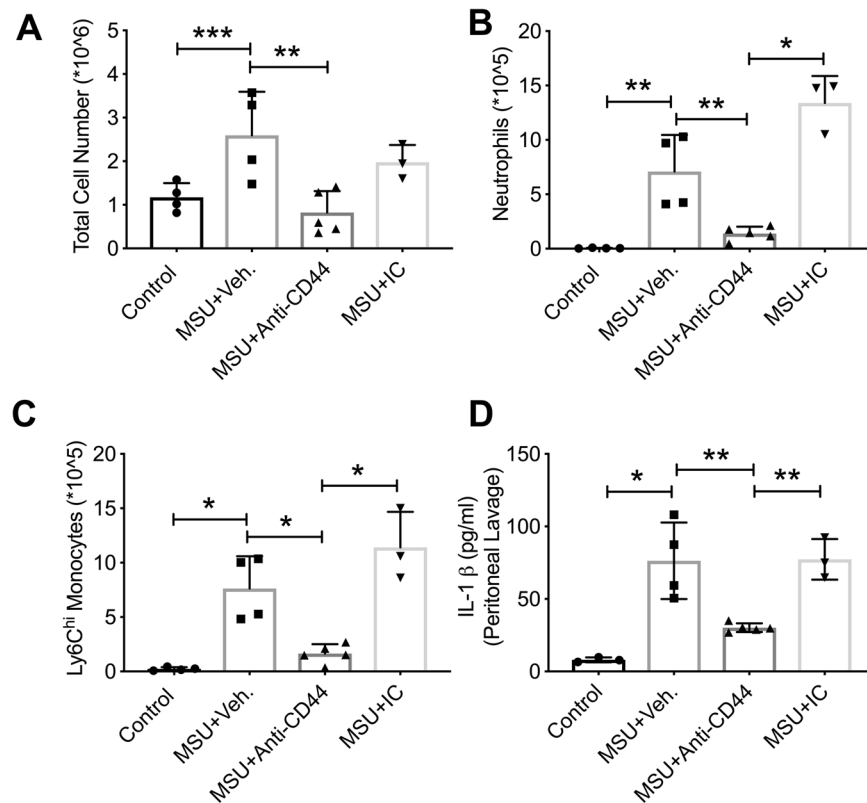 A
Total Cell Number (*10^6)
5
4
3
2
1
0
***
**
Control
MSU+Veh.
MSU+Anti-CD44
MSU+IC
B
Neutrophils (*10^5)
20
15
10
5
0
**
**
*
Control
MSU+Veh.
MSU+Anti-CD44
MSU+IC
C
Ly6Chi Monocytes (*10^5)
20
15
10
5
0
*
*
*
Control
MSU+Veh.
MSU+Anti-CD44
MSU+IC
D
IL-1 β (pg/ml)
(Peritoneal Lavage)
150
100
50
0
*
**
**
Control
MSU+Veh.
MSU+Anti-CD44
MSU+IC